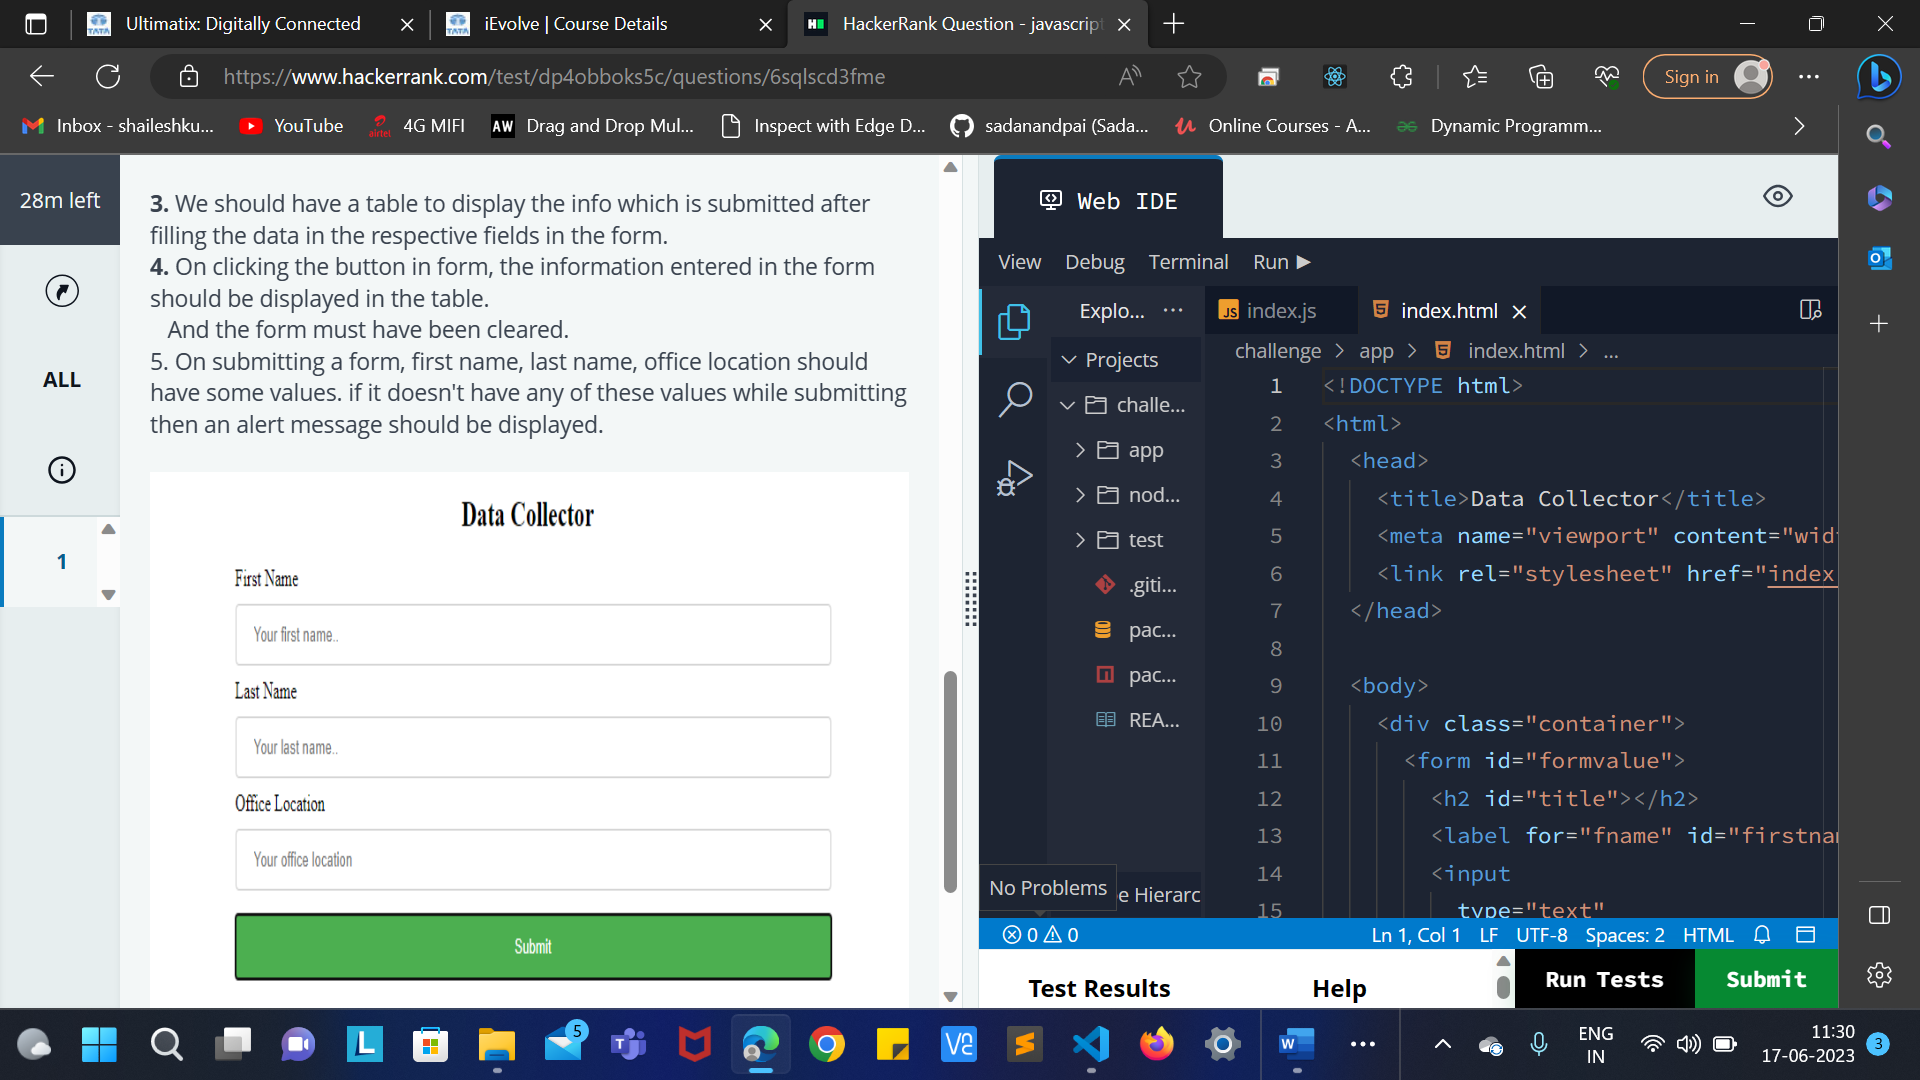 Ultimatix: Digitally Connected
iEvolve | Course Details
HackerRank Question - javascript
https://www.hackerrank.com/test/dp4obboks5c/questions/6sqlscd3fme
Sign in
Inbox - shaileshku...
YouTube
airtel
4G MIFI
AW
Drag and Drop Mul...
Inspect with Edge D...
sadanandpai (Sada...
Online Courses - A...
Dynamic Programm...
28m left
ALL
1
3. We should have a table to display the info which is submitted after
filling the data in the respective fields in the form.
4. On clicking the button in form, the information entered in the form
should be displayed in the table.
And the form must have been cleared.
5. On submitting a form, first name, last name, office location should
have some values. if it doesn't have any of these values while submitting
then an alert message should be displayed.
Data Collector
First Name
Your first name..
Last Name
Your last name..
Office Location
Your office location
Submit
Web IDE
View Debug Terminal Run
Explo... ...
JS index.js
index.html
challenge > app > index.html > ...
Projects
challe...
app
nod...
test
.giti...
pac...
pac...
REA...
1 <!DOCTYPE html>
2 <html>
3 <head>
4 <title>Data Collector</title>
5 <meta name="viewport" content="wid
6 <link rel="stylesheet" href="index
7 </head>
8
9 <body>
10 <div class="container">
11 <form id="formvalue">
12 <h2 id="title"></h2>
13 <label for="fname" id="firstna
14 <input
15 type="text"
No Problems
e Hierarc
0 0
Ln 1, Col 1 LF UTF-8 Spaces: 2 HTML
Test Results
Help
Run Tests
Submit
5
ENG
IN
11:30
17-06-2023
3